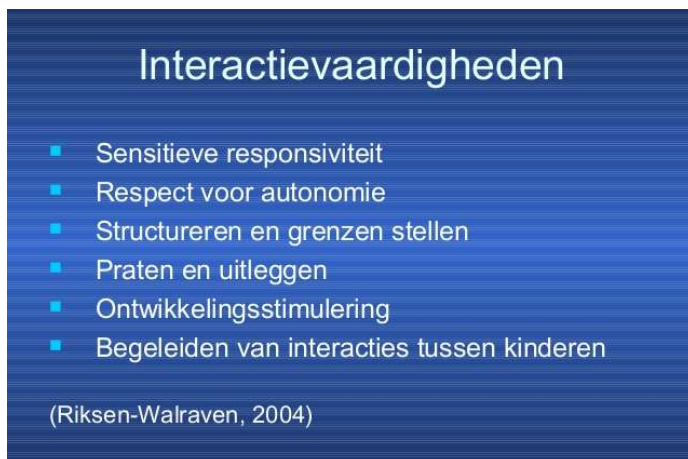 Interactievaardigheden
Sensitieve responsiviteit
Respect voor autonomie
Structureren en grenzen stellen
Praten en uitleggen
Ontwikkelingsstimulering
Begeleiden van interacties tussen kinderen
(Riksen-Walraven, 2004)